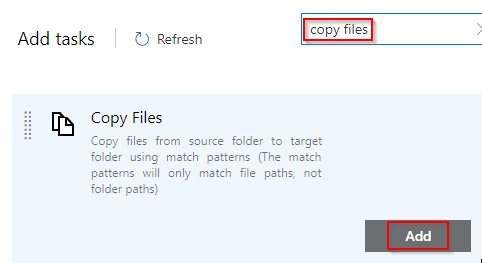 Add tasks
Refresh
copy files
Copy Files
Copy files from source folder to target
folder using match patterns (The match
patterns will only match file paths, not
folder paths)
Add